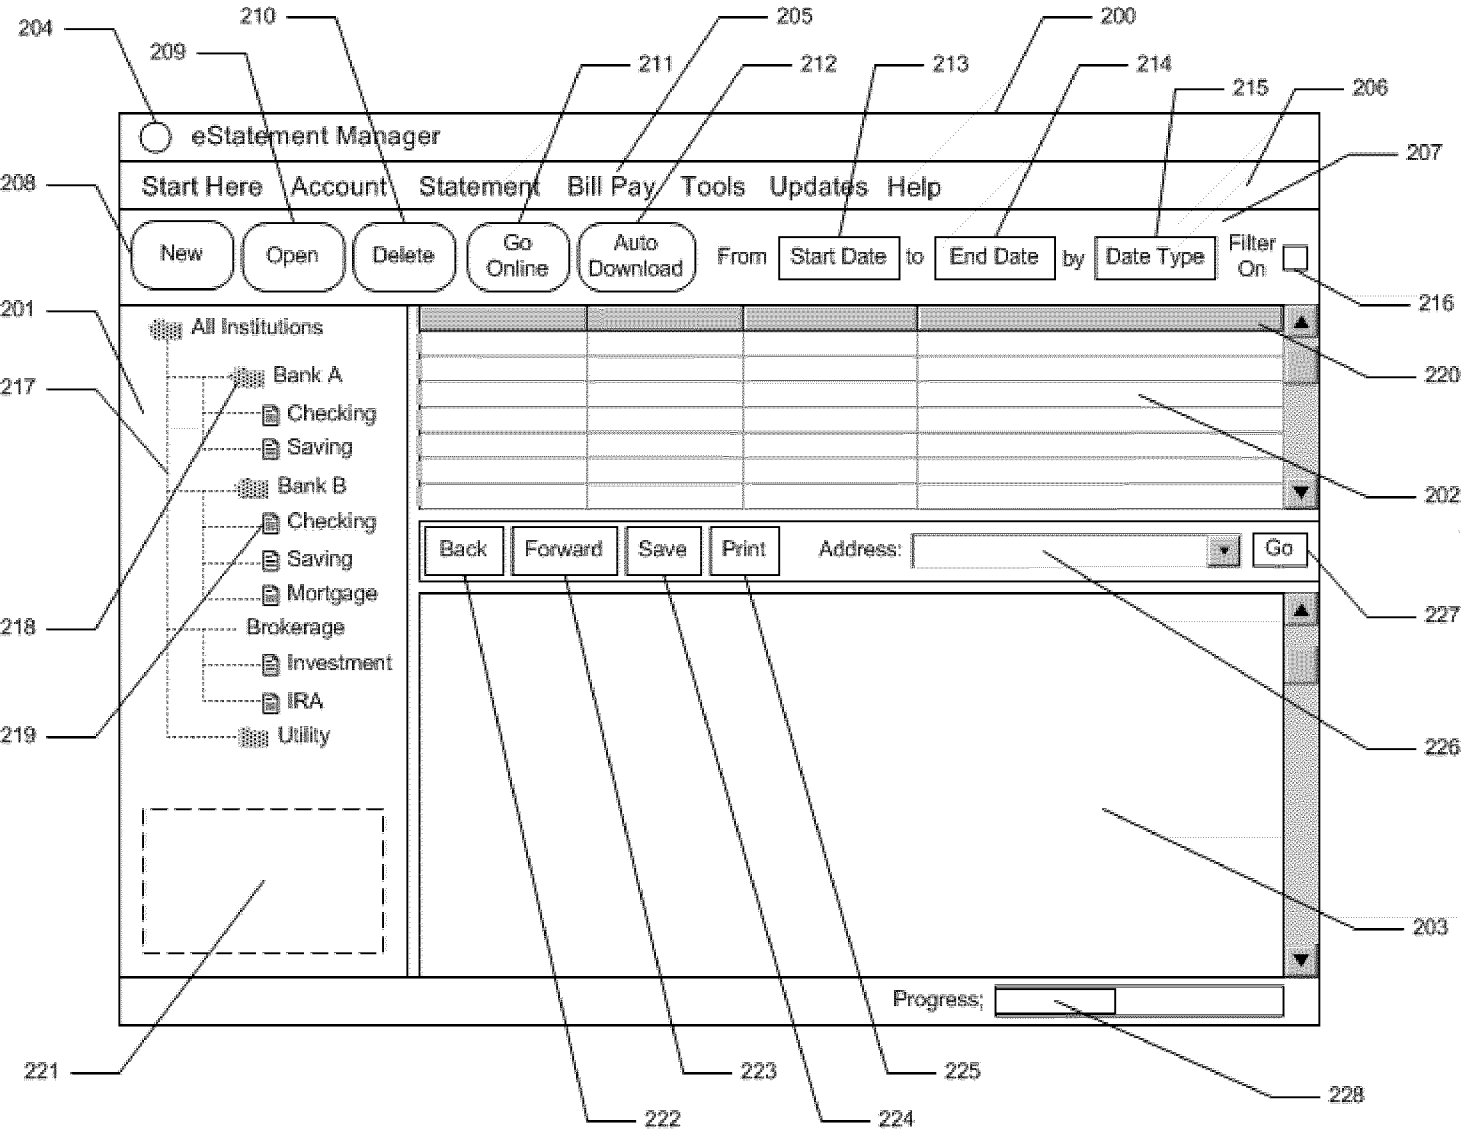 204
209
210
205
200
211
212
213
214
215
206
207
208
eStatement Manager
Start Here Account Statement Bill Pay Tools Updates Help
New Open Delete Go Online Auto Download From Start Date to End Date by Date Type Filter On
216
201
All Institutions
220
217
Bank A
Checking
Saving
202
Bank B
Checking
Saving
Mortgage
218
Brokerage
Investment
IRA
219
Utility
Back Forward Save Print Address: Go
227
226
203
Progress;
221
222
223
224
225
228